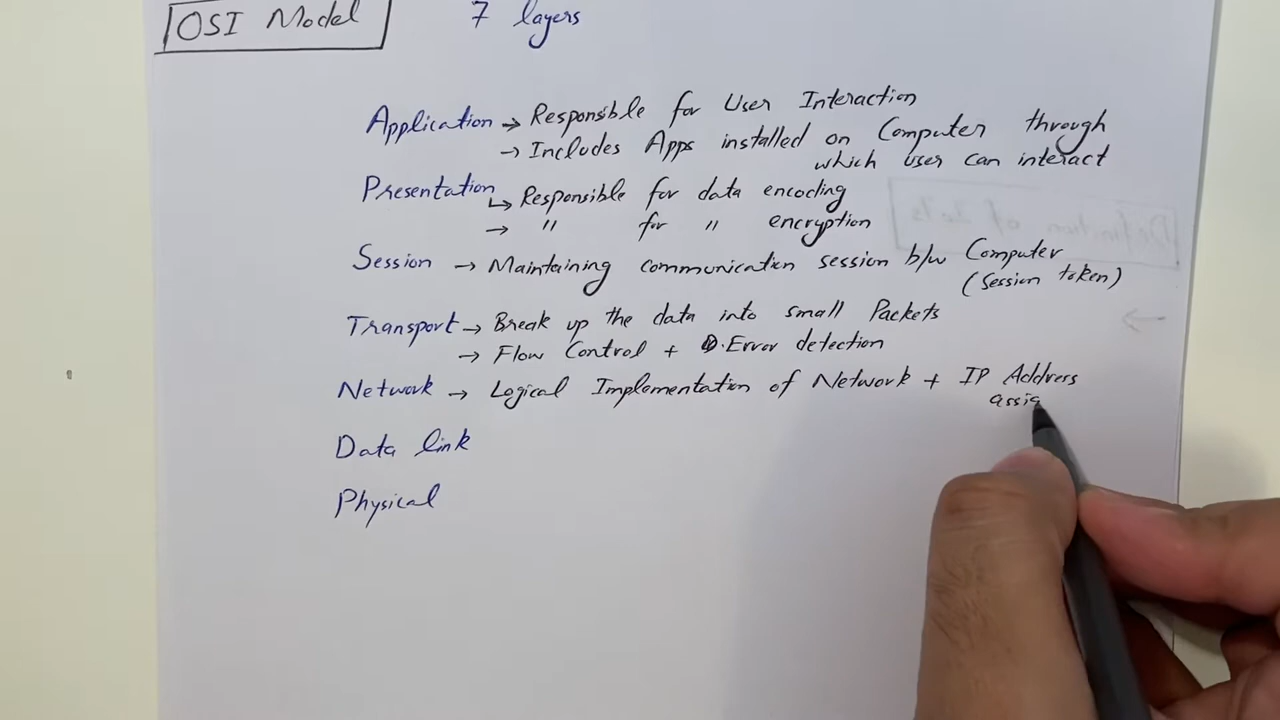 OSI Model 7 layers
Application → Responsible for User Interaction
→ Includes Apps installed on Computer through
which user can interact
Presentation ↳ Responsible for data encoding
→ " for " encryption
Session → Maintaining communication session b/w Computer
(Session token)
Transport → Break up the data into small Packets
→ Flow Control + Error detection
Network → Logical Implementation of Network + IP Address
assig
Data link
Physical